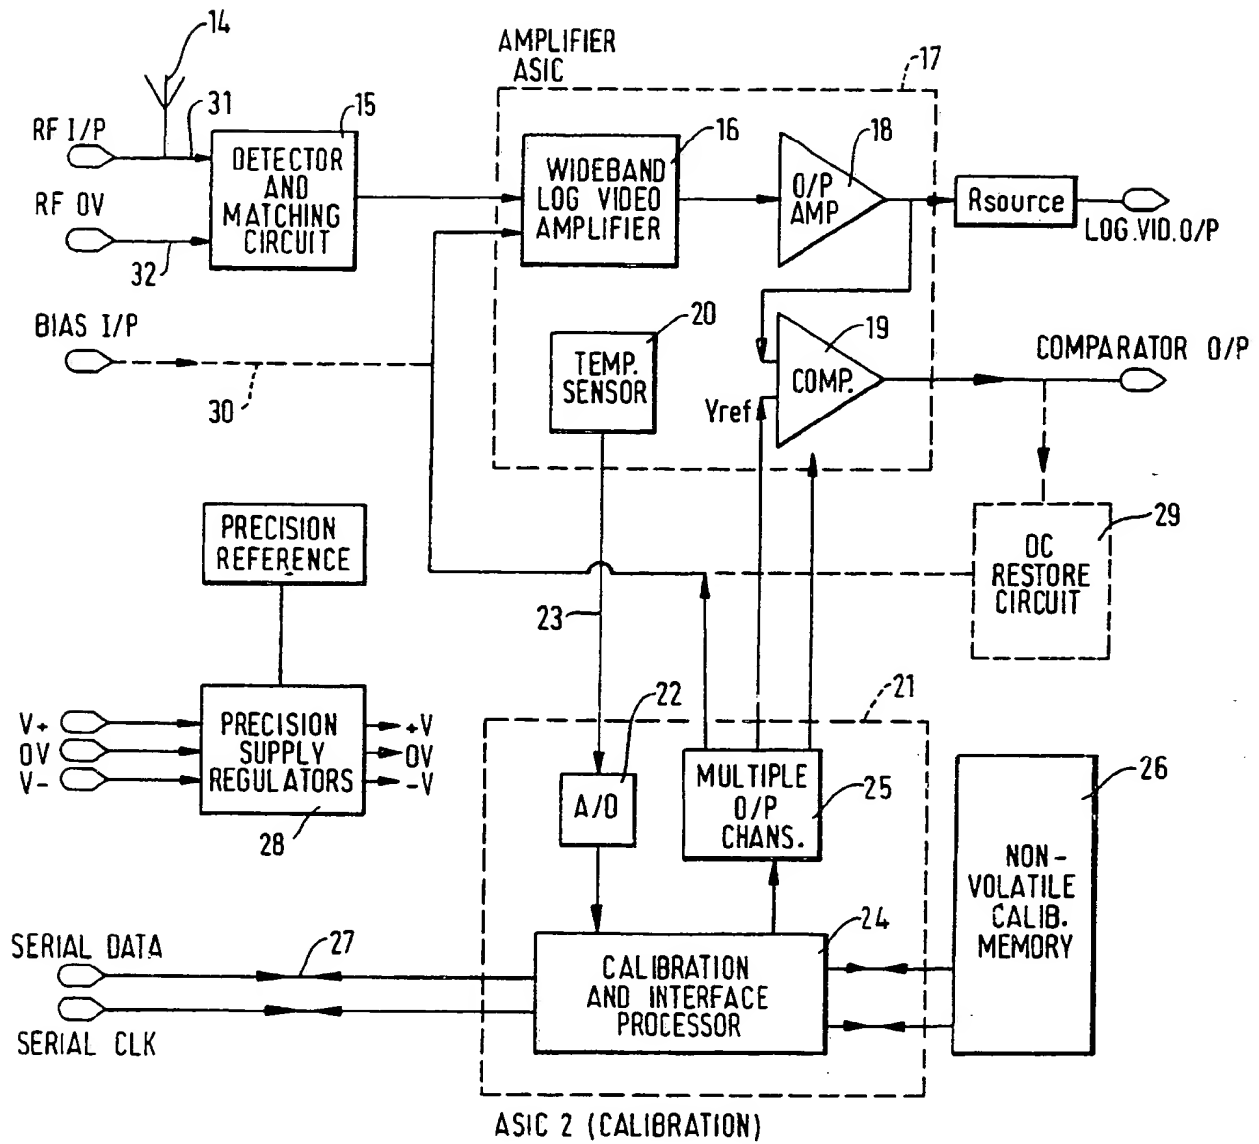 14
AMPLIFIER
ASIC
17
RF I/P
31
15
DETECTOR
AND
MATCHING
CIRCUIT
RF 0V
32
16
WIDEBAND
LOG VIDEO
AMPLIFIER
18
O/P
AMP
Rsource
LOG.VID.O/P
BIAS I/P
30
20
TEMP.
SENSOR
19
COMP.
Vref
COMPARATOR O/P
PRECISION
REFERENCE
23
DC
RESTORE
CIRCUIT
29
V+
0V
V-
PRECISION
SUPPLY
REGULATORS
+V
0V
-V
28
22
A/D
21
MULTIPLE
O/P
CHANS.
25
26
NON-
VOLATILE
CALIB.
MEMORY
SERIAL DATA
27
SERIAL CLK
24
CALIBRATION
AND INTERFACE
PROCESSOR
ASIC 2 (CALIBRATION)